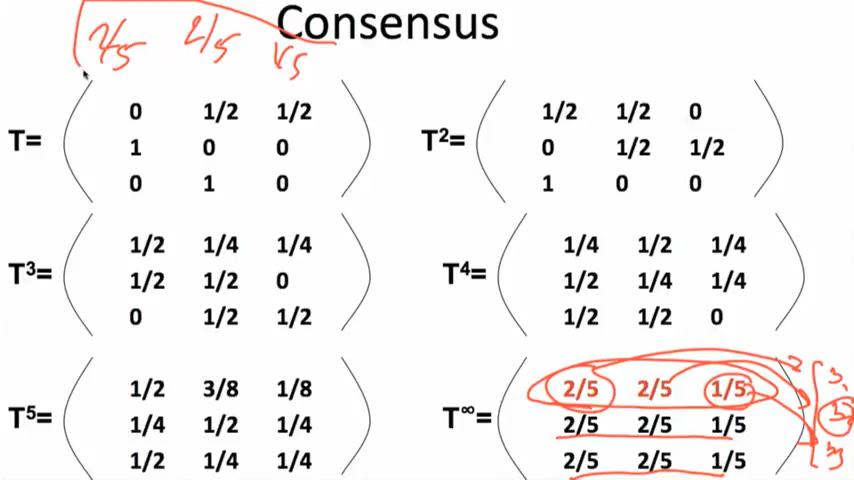 Consensus
2/5 2/5 1/5
T= 0 1/2 1/2
1 0 0
0 1 0
T²= 1/2 1/2 0
0 1/2 1/2
1 0 0
T³= 1/2 1/4 1/4
1/2 1/2 0
0 1/2 1/2
T⁴= 1/4 1/2 1/4
1/2 1/4 1/4
1/2 1/2 0
T⁵= 1/2 3/8 1/8
1/4 1/2 1/4
1/2 1/4 1/4
T∞= 2/5 2/5 1/5
2/5 2/5 1/5
2/5 2/5 1/5